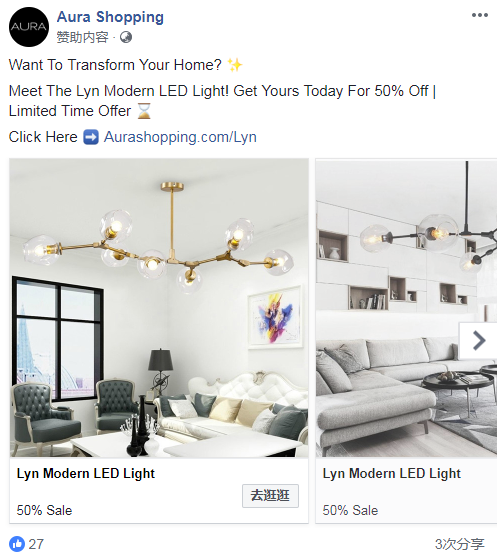 AURA
Aura Shopping
赞助内容 ·
Want To Transform Your Home? ✨
Meet The Lyn Modern LED Light! Get Yours Today For 50% Off |
Limited Time Offer ⌛
Click Here ➡️ Aurashopping.com/Lyn
Lyn Modern LED Light
去逛逛
50% Sale
Lyn Modern LED Light
50% Sale
27
3次分享